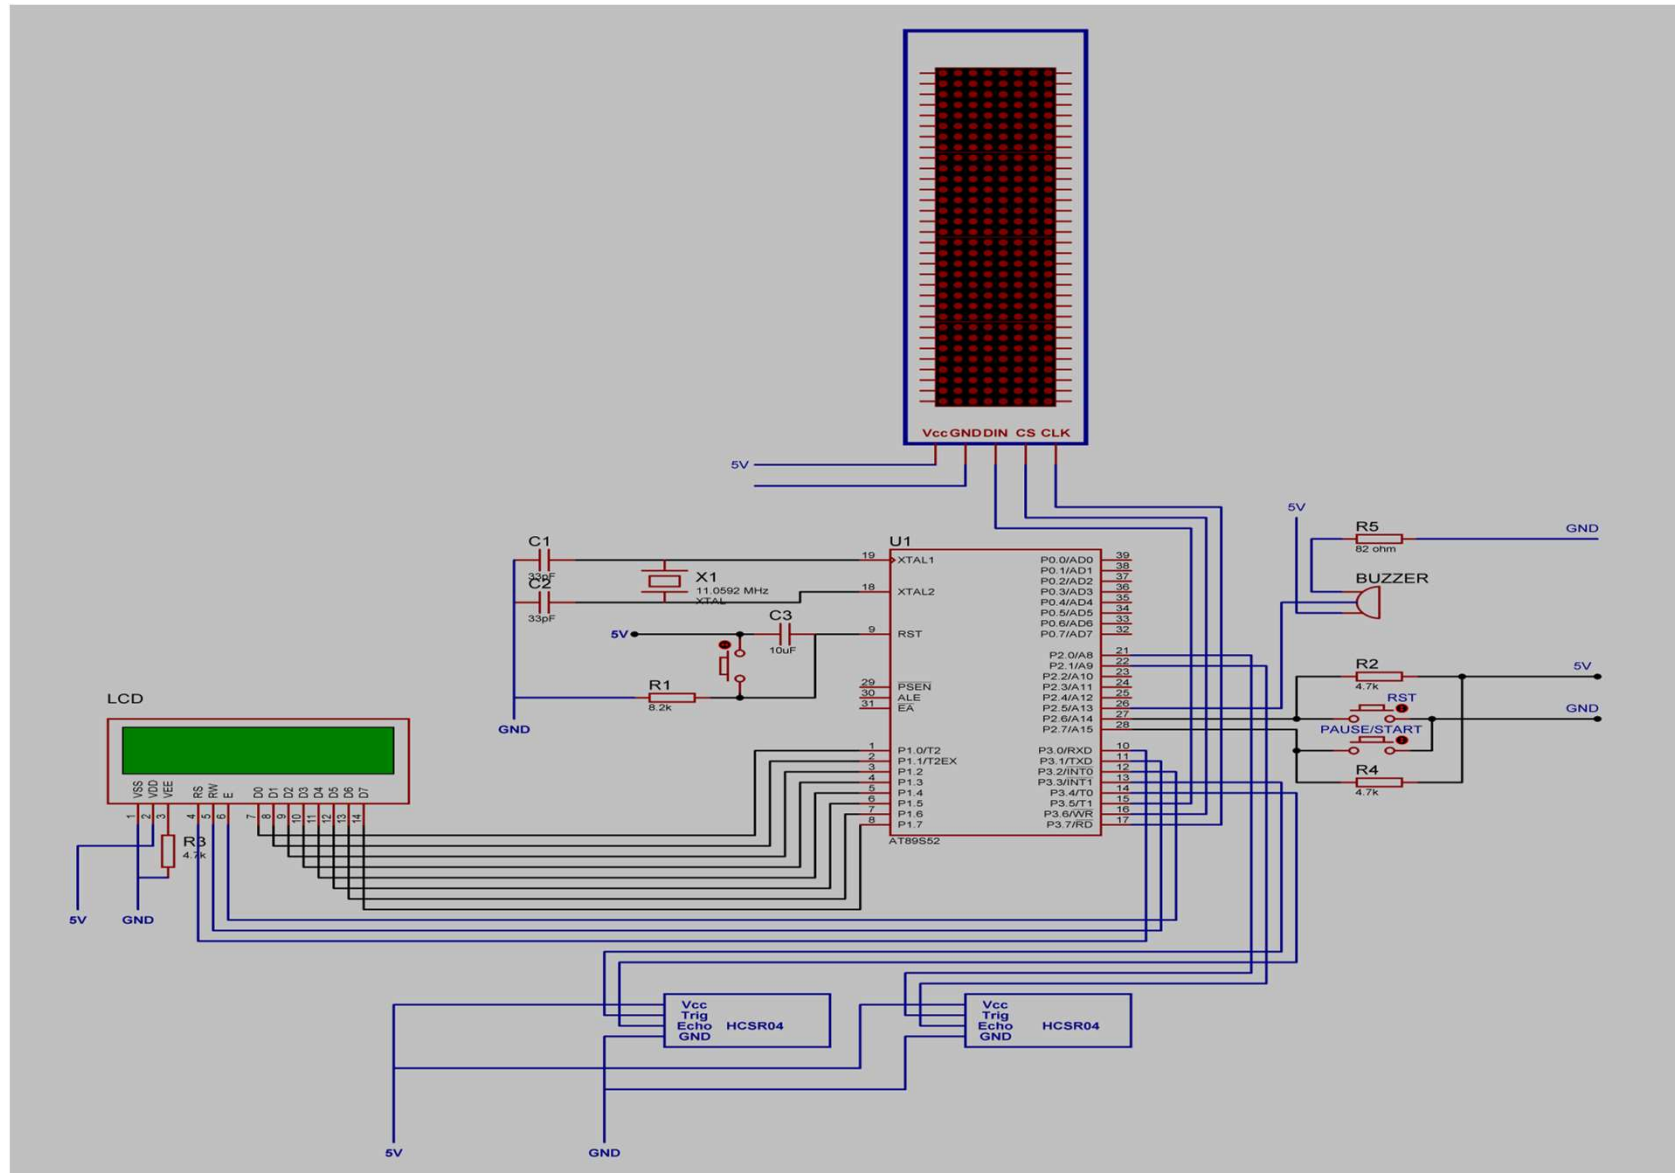 Vcc GND DIN CS CLK
5V
5V
R5
82 ohm
GND
BUZZER
C1
33pF
C2
33pF
X1
11.0592 MHz
XTAL
5V
C3
10uF
R1
8.2k
GND
U1
19 XTAL1
18 XTAL2
9 RST
29 PSEN
30 ALE
31 EA
1 P1.0/T2
2 P1.1/T2EX
3 P1.2
4 P1.3
5 P1.4
6 P1.5
7 P1.6
8 P1.7
P0.0/AD0 39
P0.1/AD1 38
P0.2/AD2 37
P0.3/AD3 36
P0.4/AD4 35
P0.5/AD5 34
P0.6/AD6 33
P0.7/AD7 32
P2.0/A8 21
P2.1/A9 22
P2.2/A10 23
P2.3/A11 24
P2.4/A12 25
P2.5/A13 26
P2.6/A14 27
P2.7/A15 28
P3.0/RXD 10
P3.1/TXD 11
P3.2/INT0 12
P3.3/INT1 13
P3.4/T0 14
P3.5/T1 15
P3.6/WR 16
P3.7/RD 17
AT89S52
R2
4.7k
5V
RST
GND
PAUSE/START
R4
4.7k
LCD
VSS VDD VEE RS RW E D0 D1 D2 D3 D4 D5 D6 D7
1 2 3 4 5 6 7 8 9 10 11 12 13 14
R3
4.7k
5V
GND
Vcc
Trig
Echo HCSR04
GND
Vcc
Trig
Echo HCSR04
GND
5V
GND